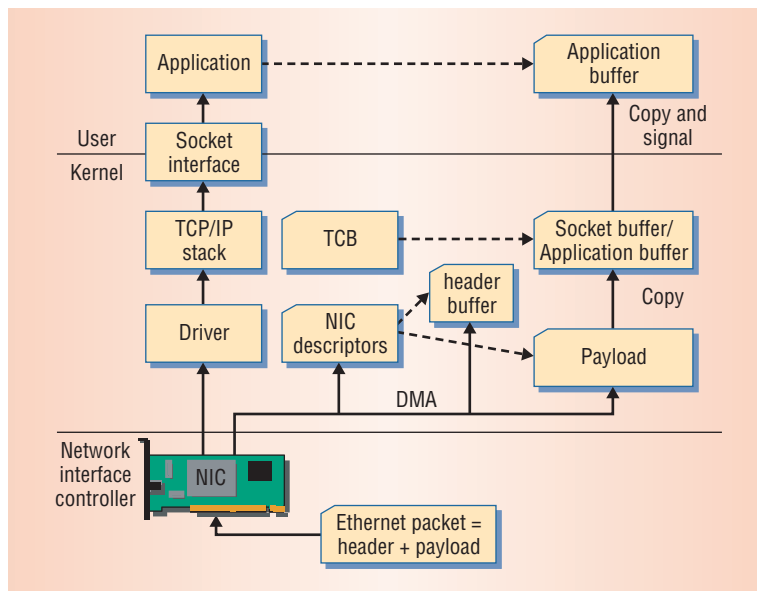 Application
Application
buffer
Copy and
signal
User
Socket
interface
Kernel
TCP/IP
stack
TCB
Socket buffer/
Application buffer
header
buffer
Copy
Driver
NIC
descriptors
Payload
DMA
Network
interface
controller
NIC
Ethernet packet =
header + payload